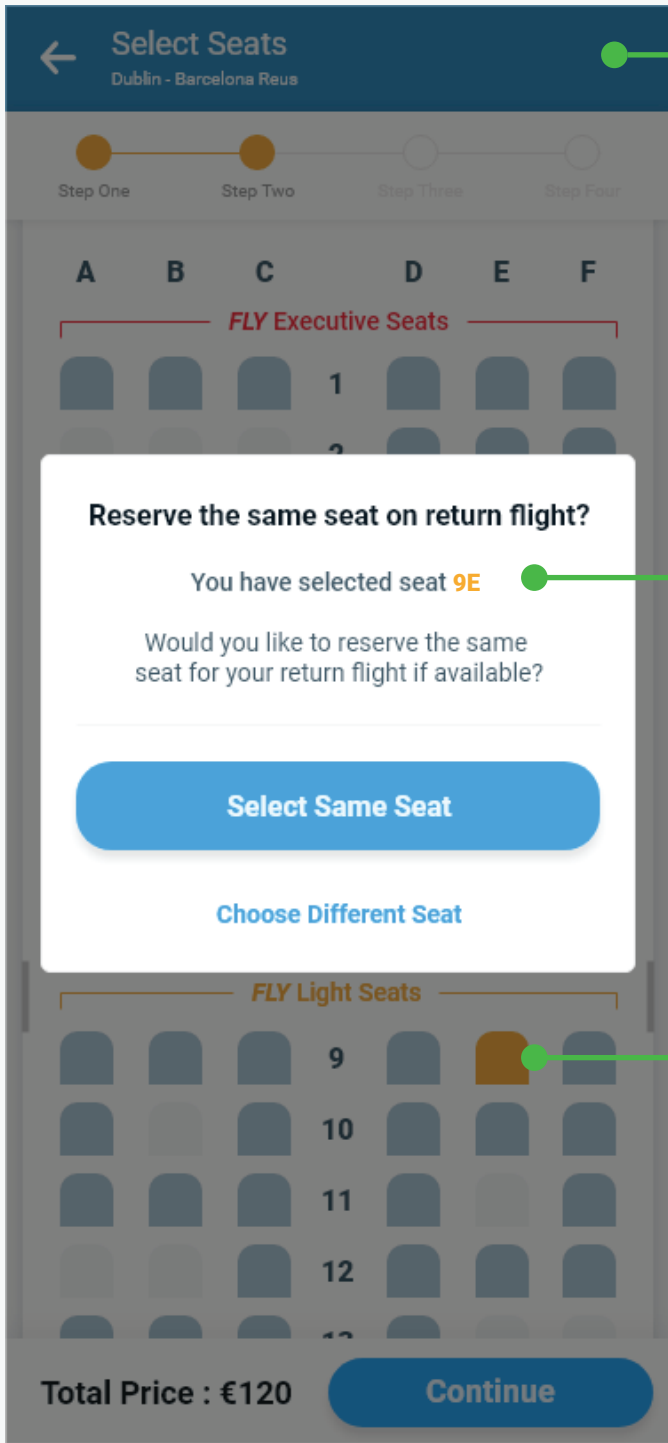 Select Seats
Dublin - Barcelona Reus
Step One Step Two Step Three Step Four
A B C D E F
FLY Executive Seats
1
Reserve the same seat on return flight?
You have selected seat 9E
Would you like to reserve the same
seat for your return flight if available?
Select Same Seat
Choose Different Seat
FLY Light Seats
9
10
11
12
Total Price : €120 Continue